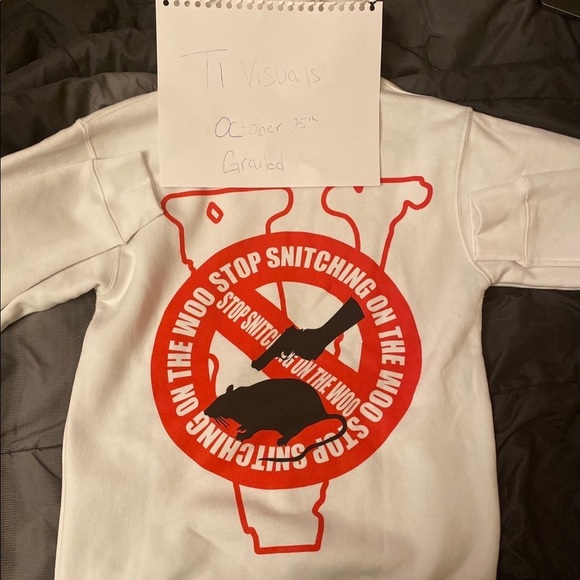 TI Visuals
October 25th
Grailed
STOP SNITCHING ON THE WOO STOP SNITCHING ON THE WOO
STOP SNITCHING ON THE WOO